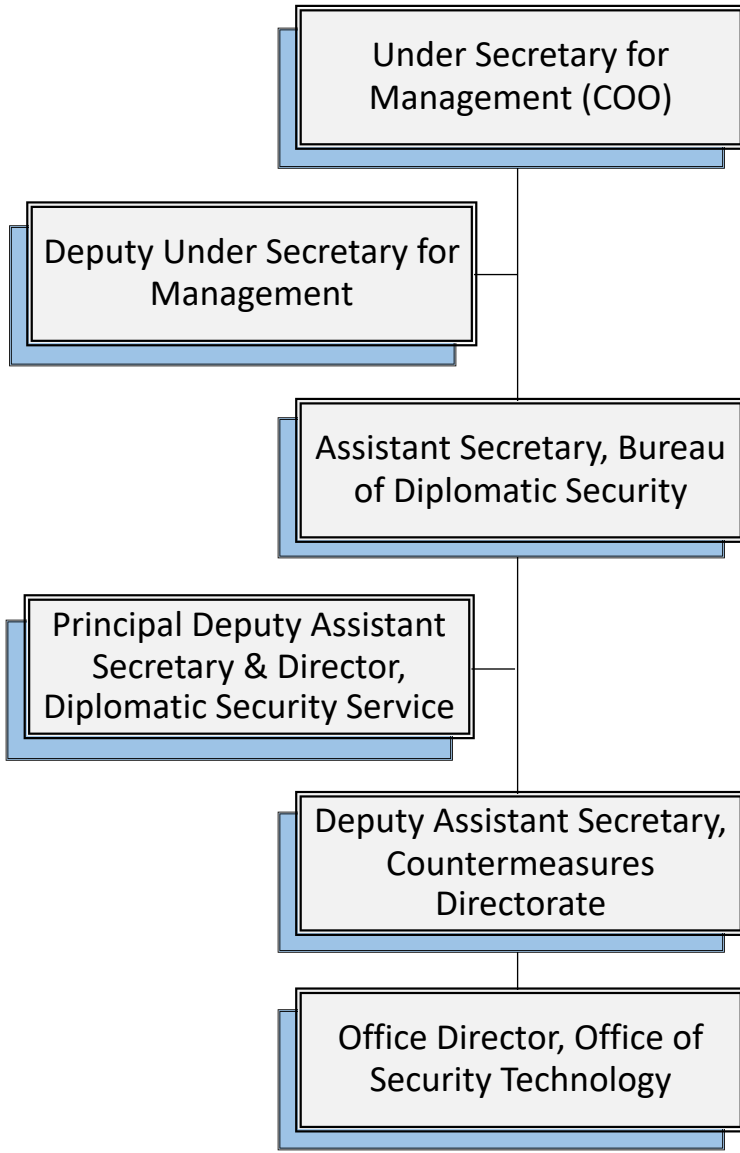 Under Secretary for
Management (COO)
Deputy Under Secretary for
Management
Assistant Secretary, Bureau
of Diplomatic Security
Principal Deputy Assistant
Secretary & Director,
Diplomatic Security Service
Deputy Assistant Secretary,
Countermeasures
Directorate
Office Director, Office of
Security Technology